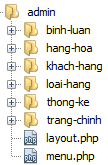 admin
binh-luan
hang-hoa
khach-hang
loai-hang
thong-ke
trang-chinh
layout.php
menu.php